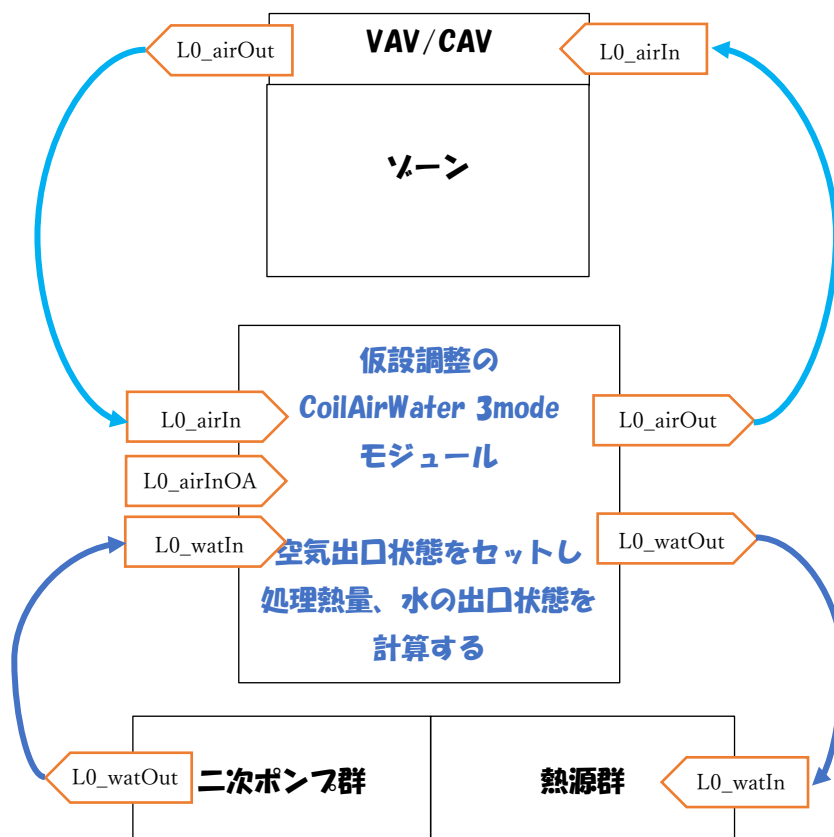 L0_airOut
VAV/CAV
L0_airIn
ゾーン
仮設調整の
CoilAirWater 3mode
モジュール
L0_airIn
L0_airOut
L0_airInOA
L0_watIn
L0_watOut
空気出口状態をセットし
処理熱量、水の出口状態を
計算する
L0_watOut
二次ポンプ群
熱源群
L0_watIn